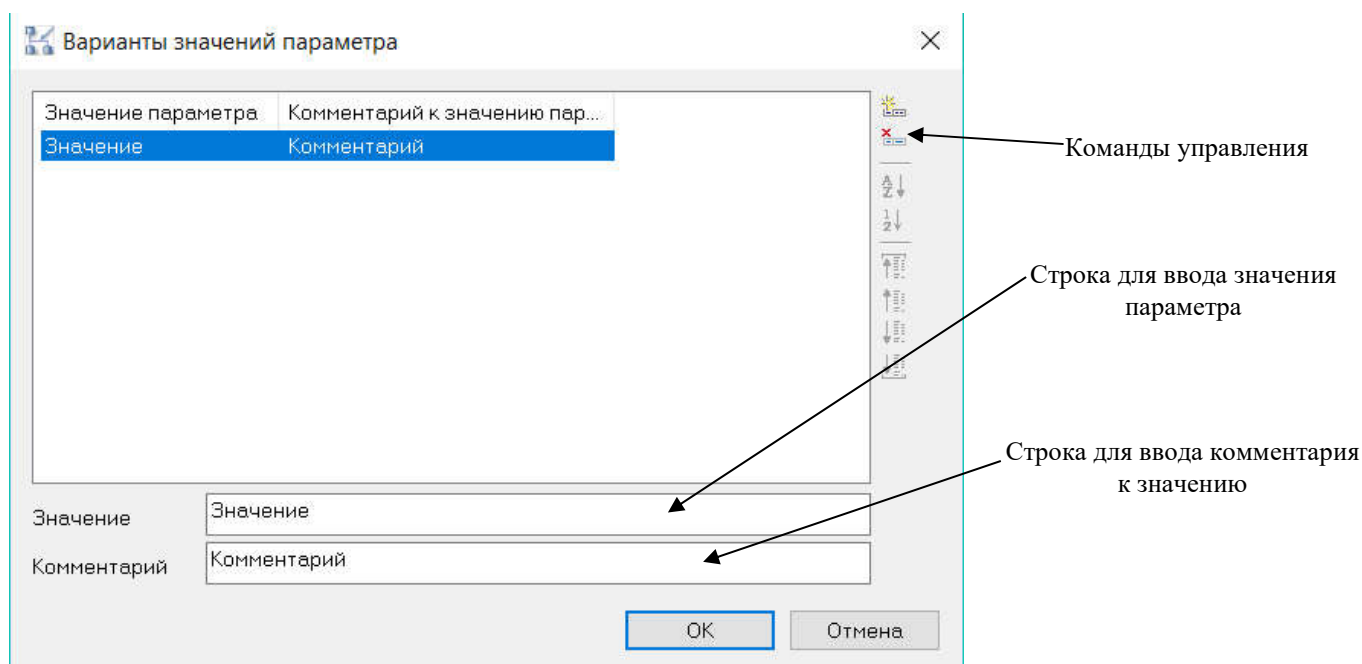 Варианты значений параметра
Значение параметра Комментарий к значению пар...
Значение Комментарий
Команды управления
Строка для ввода значения
параметра
Строка для ввода комментария
к значению
Значение Значение
Комментарий Комментарий
OK Отмена